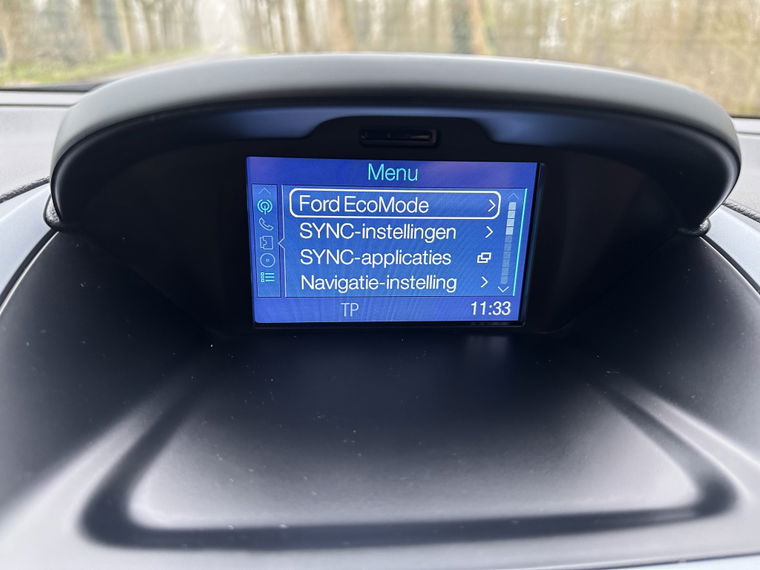 Menu
Ford EcoMode
SYNC-instellingen
SYNC-applicaties
Navigatie-instelling
TP
11:33